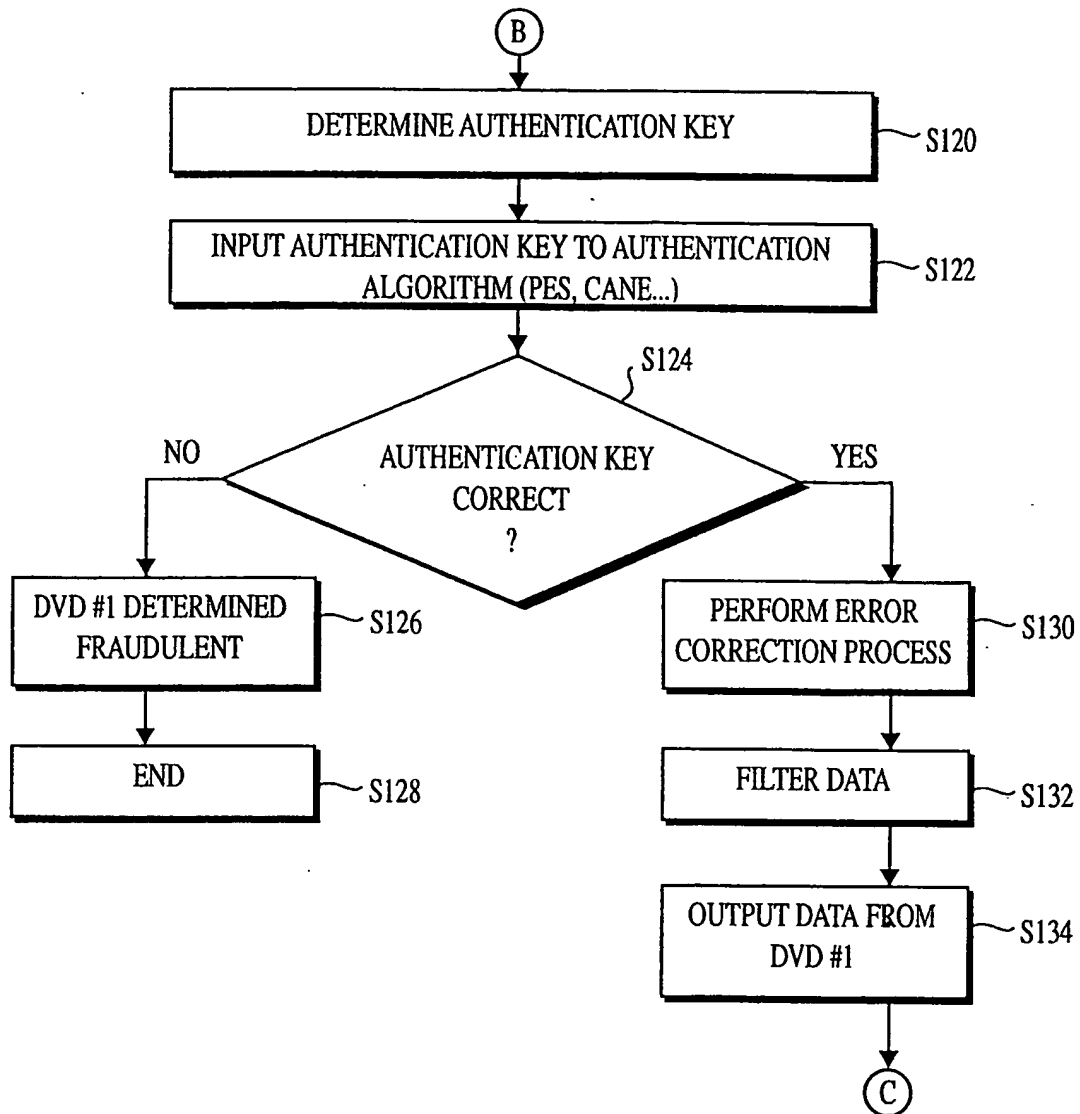 B
DETERMINE AUTHENTICATION KEY
S120
INPUT AUTHENTICATION KEY TO AUTHENTICATION
ALGORITHM (PES, CANE...)
S122
S124
NO
AUTHENTICATION KEY
CORRECT
?
YES
DVD #1 DETERMINED
FRAUDULENT
S126
PERFORM ERROR
CORRECTION PROCESS
S130
END
S128
FILTER DATA
S132
OUTPUT DATA FROM
DVD #1
S134
C